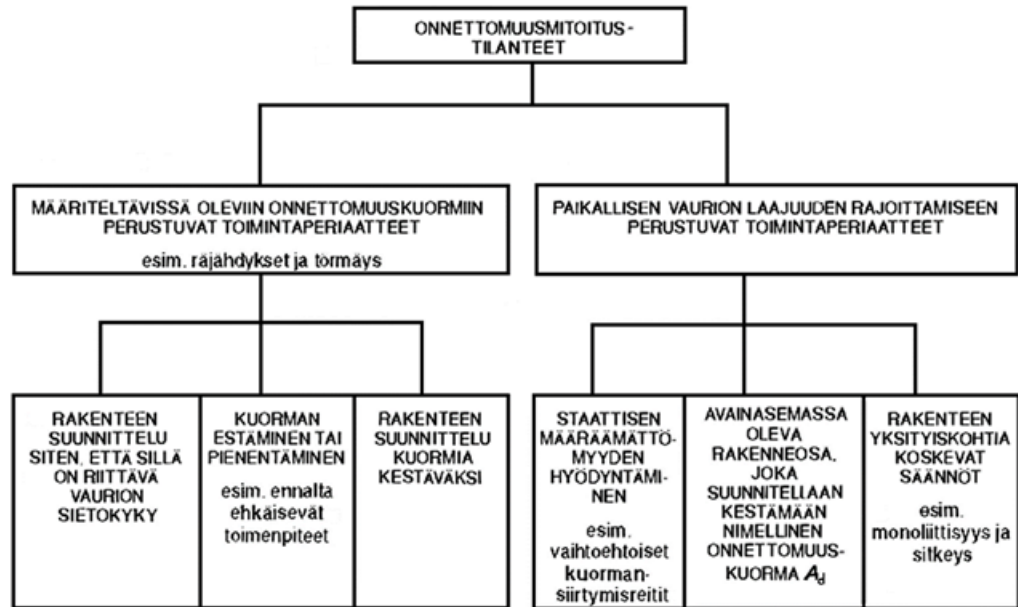 ONNETTOMUUSMITOITUS-
TILANTEET
MÄÄRITELTÄVISSÄ OLEVIIN ONNETTOMUUSKUORMIIN
PERUSTUVAT TOIMINTAPERIAATTEET
esim. räjähdykset ja törmäys
PAIKALLISEN VAURION LAAJUUDEN RAJOITTAMISEEN
PERUSTUVAT TOIMINTAPERIAATTEET
RAKENTEEN
SUUNNITTELU
SITEN, ETTÄ SILLÄ
ON RIITTÄVÄ
VAURION
SIETOKYKY
KUORMAN
ESTÄMINEN TAI
PIENENTÄMINEN
esim. ennalta
ehkäisevät
toimenpiteet
RAKENTEEN
SUUNNITTELU
KUORMIA
KESTÄVÄKSI
STAATTISEN
MÄÄRÄÄMÄTTÖ-
MYYDEN
HYÖDYNTÄMI-
NEN
esim.
vaihtoehtoiset
kuorman-
siirtymisreitit
AVAINASEMASSA
OLEVA
RAKENNEOSA,
JOKA
SUUNNITELLAAN
KESTÄMÄÄN
NIMELLINEN
ONNETTOMUUS-
KUORMA Ad
RAKENTEEN
YKSITYISKOHTIA
KOSKEVAT
SÄÄNNÖT
esim.
monoliittisyys ja
sitkeys